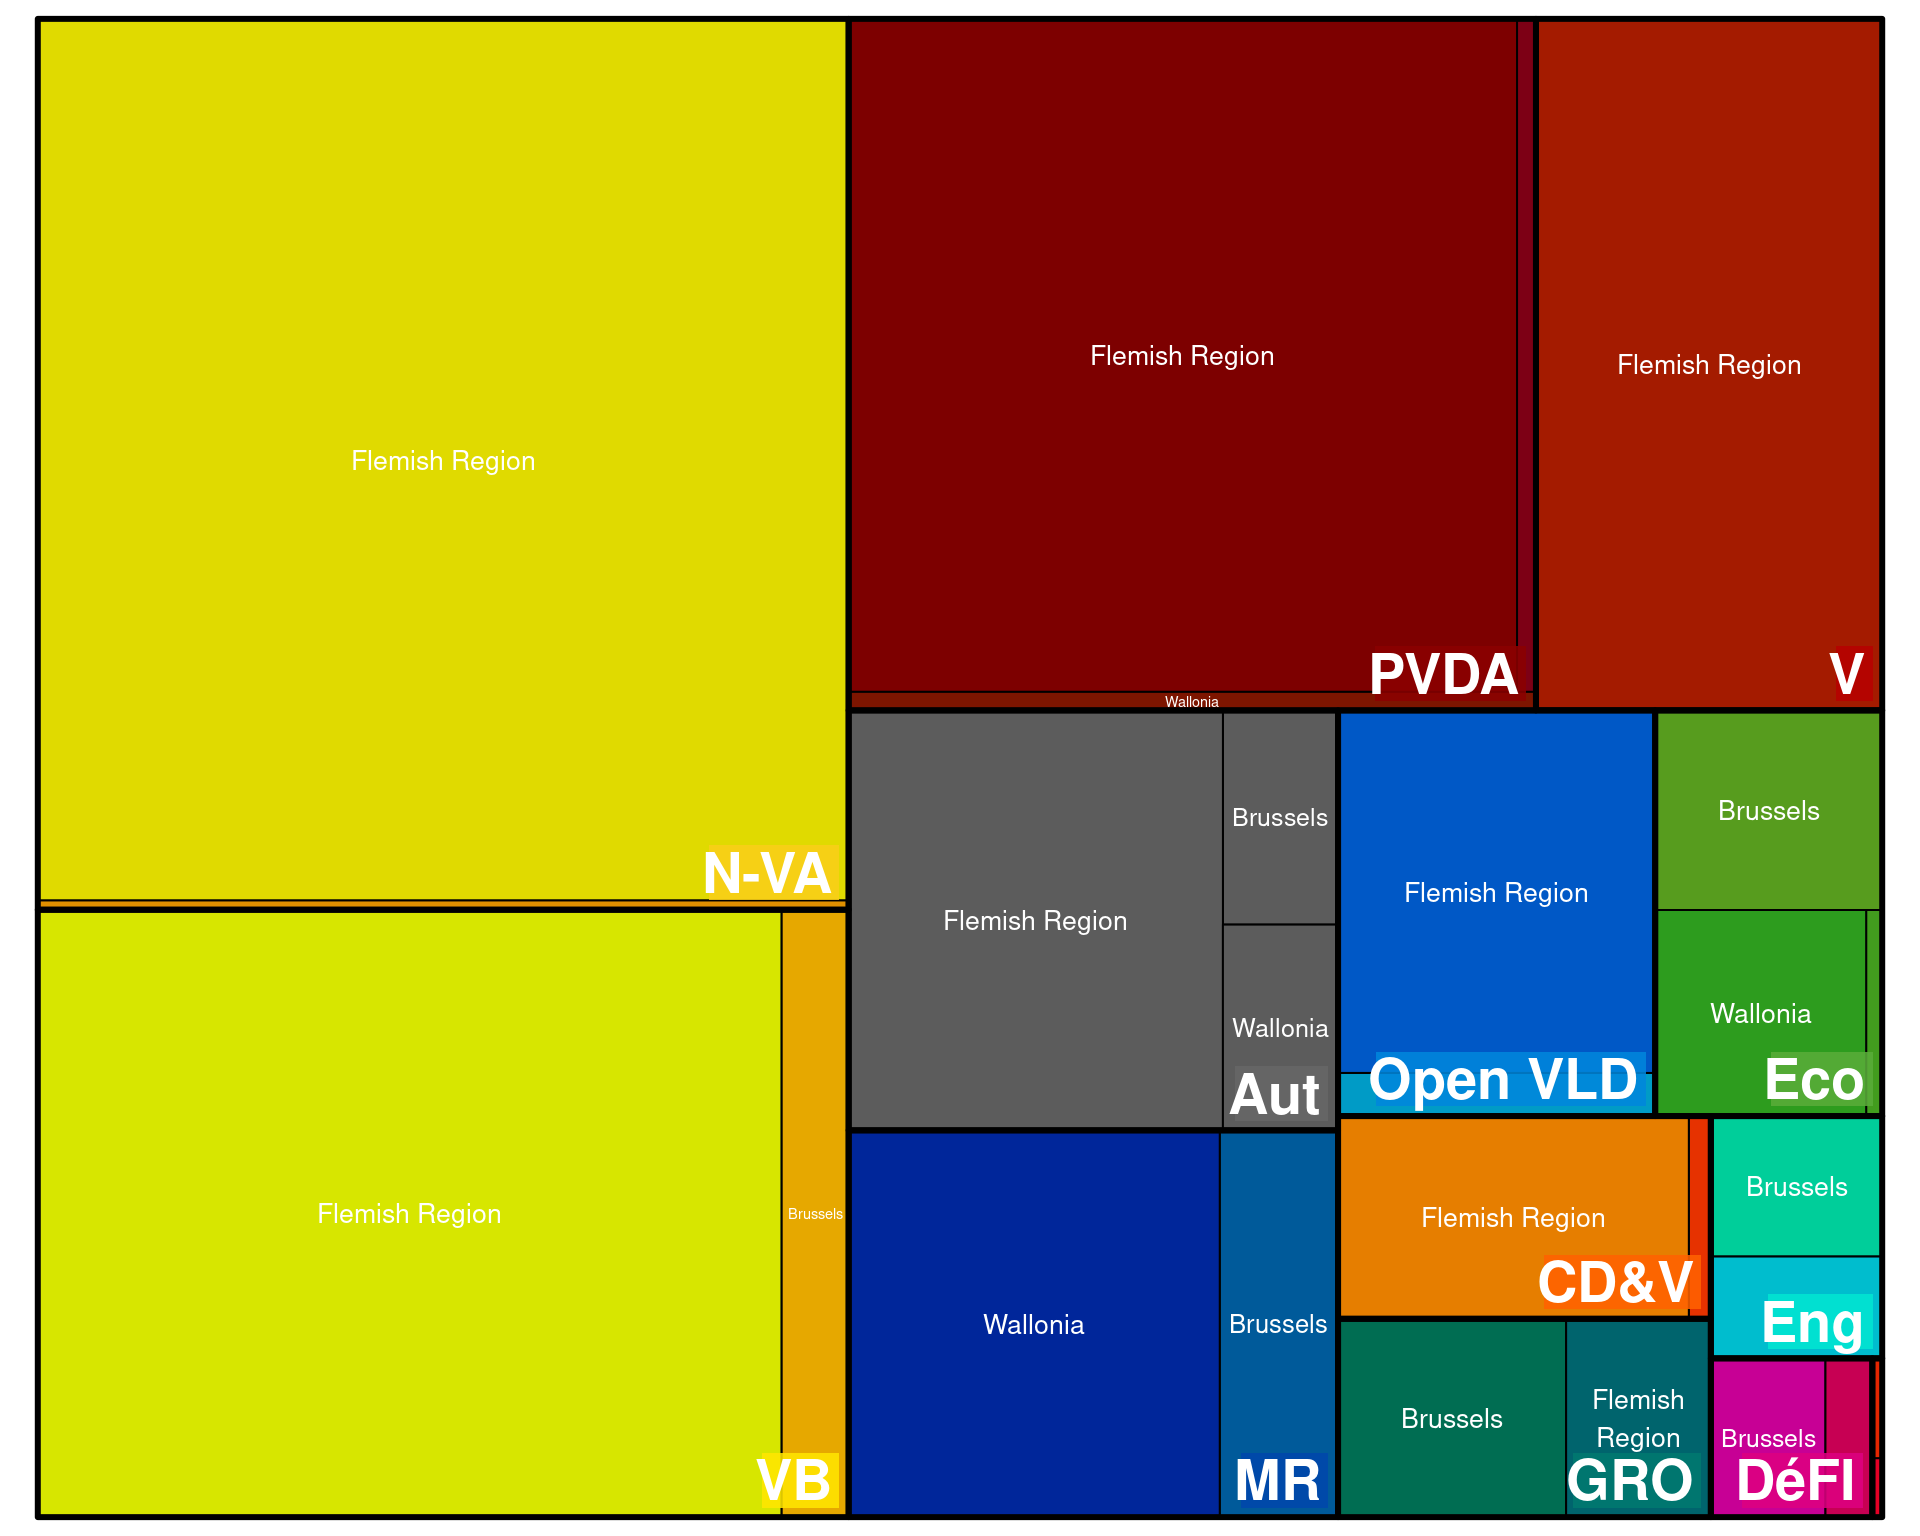 Flemish Region
N-VA
Flemish Region
Brussels
VB
Flemish Region
Wallonia
PVDA
Flemish Region
V
Flemish Region
Brussels
Wallonia
Aut
Wallonia
Brussels
MR
Flemish Region
Open VLD
Brussels
Wallonia
Eco
Flemish Region
CD&V
Brussels
Eng
Brussels
Flemish
Region
GRO
Brussels
DéFI